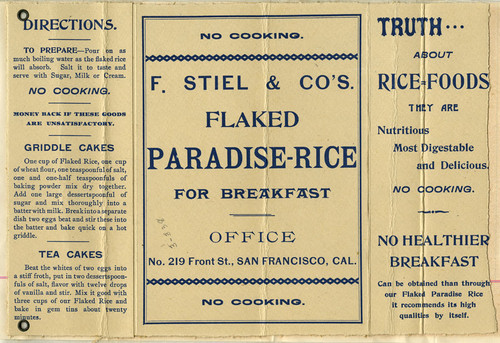 DIRECTIONS.
TO PREPARE—Pour on as
much boiling water as the flaked rice
will absorb. Salt it to taste and
serve with Sugar, Milk or Cream.
NO COOKING.
MONEY BACK IF THESE GOODS
ARE UNSATISFACTORY.
GRIDDLE CAKES
One cup of Flaked Rice, one cup
of wheat flour, one teaspoonful of salt,
one and one-half teaspoonfuls of
baking powder mix dry together.
Add one large dessertspoonful of
sugar and mix thoroughly into a
batter with milk. Break into a separate
dish two eggs beat and stir these into
the batter and bake quick on a hot
griddle.
TEA CAKES
Beat the whites of two eggs into
a stiff froth, put in two dessertspoon-
fuls of salt, flavor with twelve drops
of vanilla and stir. Mix it good with
three cups of our Flaked Rice and
bake in gem tins about twenty
minutes.
NO COOKING.
F. STIEL & CO'S.
FLAKED
PARADISE-RICE
FOR BREAKFAST
OFFICE
No. 219 Front St., SAN FRANCISCO, CAL.
NO COOKING.
TRUTH...
ABOUT
RICE-FOODS
THEY ARE
Nutritious
Most Digestable
and Delicious.
NO COOKING.
NO HEALTHIER
BREAKFAST
Can be obtained than through
our Flaked Paradise Rice
It recommends its high
qualities by itself.